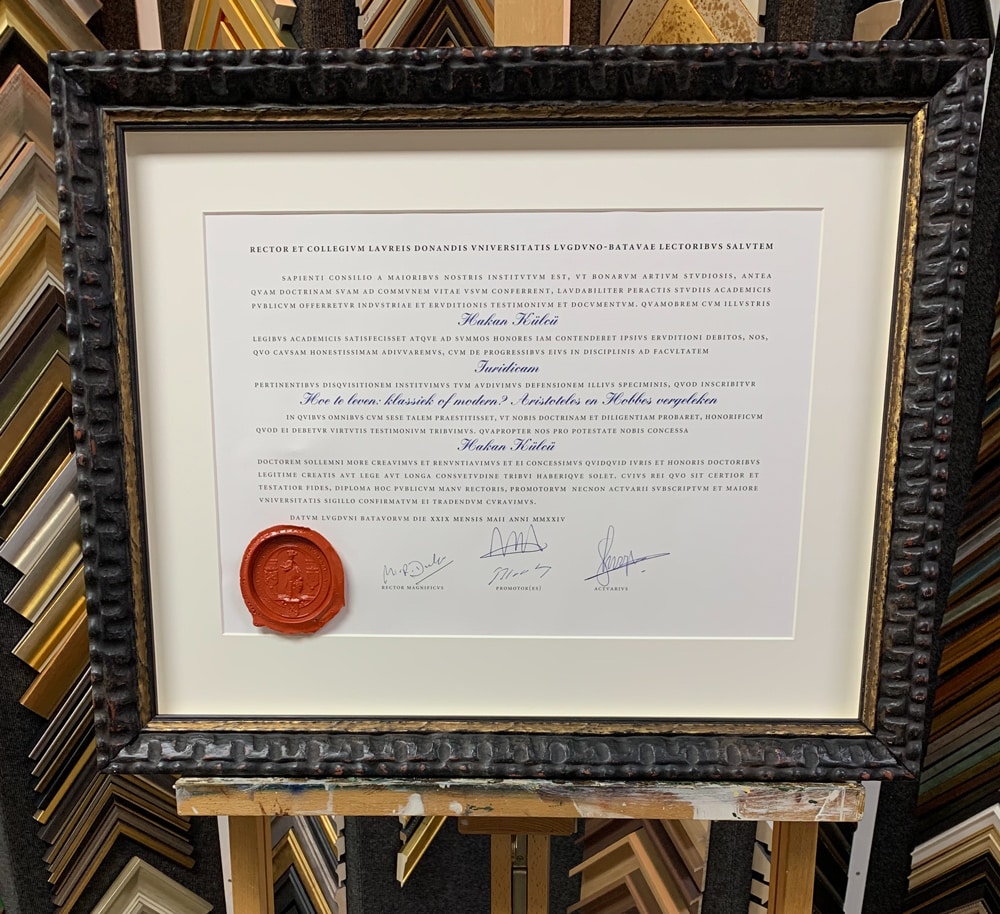 RECTOR ET COLLEGIVM LAVREIS DONANDIS VNIVERSITATIS LVGDVNO-BATAVAE LECTORIBVS SALVTEM
SAPIENTI CONSILIO A MAIORIBVS NOSTRIS INSTITVTVM EST, VT BONARVM ARTIVM STVDIOSIS, ANTEA
QVAM DOCTRINAM SVAM AD COMMVNEM VITAE VSVM CONFERRENT, LAVDABILITER PERACTIS STVDIIS ACADEMICIS
PVBLICVM OFFERRETVR INDVSTRIAE ET ERVDITIONIS TESTIMONIVM ET DOCVMENTVM. QVAMOBREM CVM ILLVSTRIS
Hakan Külcü
LEGIBVS ACADEMICIS SATISFECISSET ATQVE AD SVMMOS HONORES IAM CONTENDERET IPSIVS ERVDITIONI DEBITOS, NOS,
QVO CAVSAM HONESTISSIMAM ADIVVAREMVS, CVM DE PROGRESSIBVS EIVS IN DISCIPLINIS AD FACVLTATEM
Iuridicam
PERTINENTIBVS DISQVISITIONEM INSTITVIMVS TVM AVDIVIMVS DEFENSIONEM ILLIVS SPECIMINIS, QVOD INSCRIBITVR
Hoe te leven: klassiek of modern? Aristoteles en Hobbes vergeleken
IN QVIBVS OMNIBVS CVM SESE TALEM PRAESTITISSET, VT NOBIS DOCTRINAM ET DILIGENTIAM PROBARET, HONORIFICVM
QVOD EI DEBETVR VIRTVTIS TESTIMONIVM TRIBVIMVS. QVAPROPTER NOS PRO POTESTATE NOBIS CONCESSA
Hakan Külcü
DOCTOREM SOLLEMNI MORE CREAVIMVS ET RENVNTIAVIMVS ET EI CONCESSIMVS QVIDQVID IVRIS ET HONORIS DOCTORIBVS
LEGITIME CREATIS AVT LEGE AVT LONGA CONSVETVDINE TRIBVI HABERIQVE SOLET. CVIVS REI QVO SIT CERTIOR ET
TESTATIOR FIDES, DIPLOMA HOC PVBLICVM MANV RECTORIS, PROMOTORVM NECNON ACTVARII SVBSCRIPTVM ET MAIORE
VNIVERSITATIS SIGILLO CONFIRMATVM EI TRADENDVM CVRAVIMVS.
DATVM LVGDVNI BATAVORVM DIE XXIX MENSIS MAII ANNI MMXXIV
RECTOR MAGNIFICVS PROMOTOR(ES) ACTVARIVS